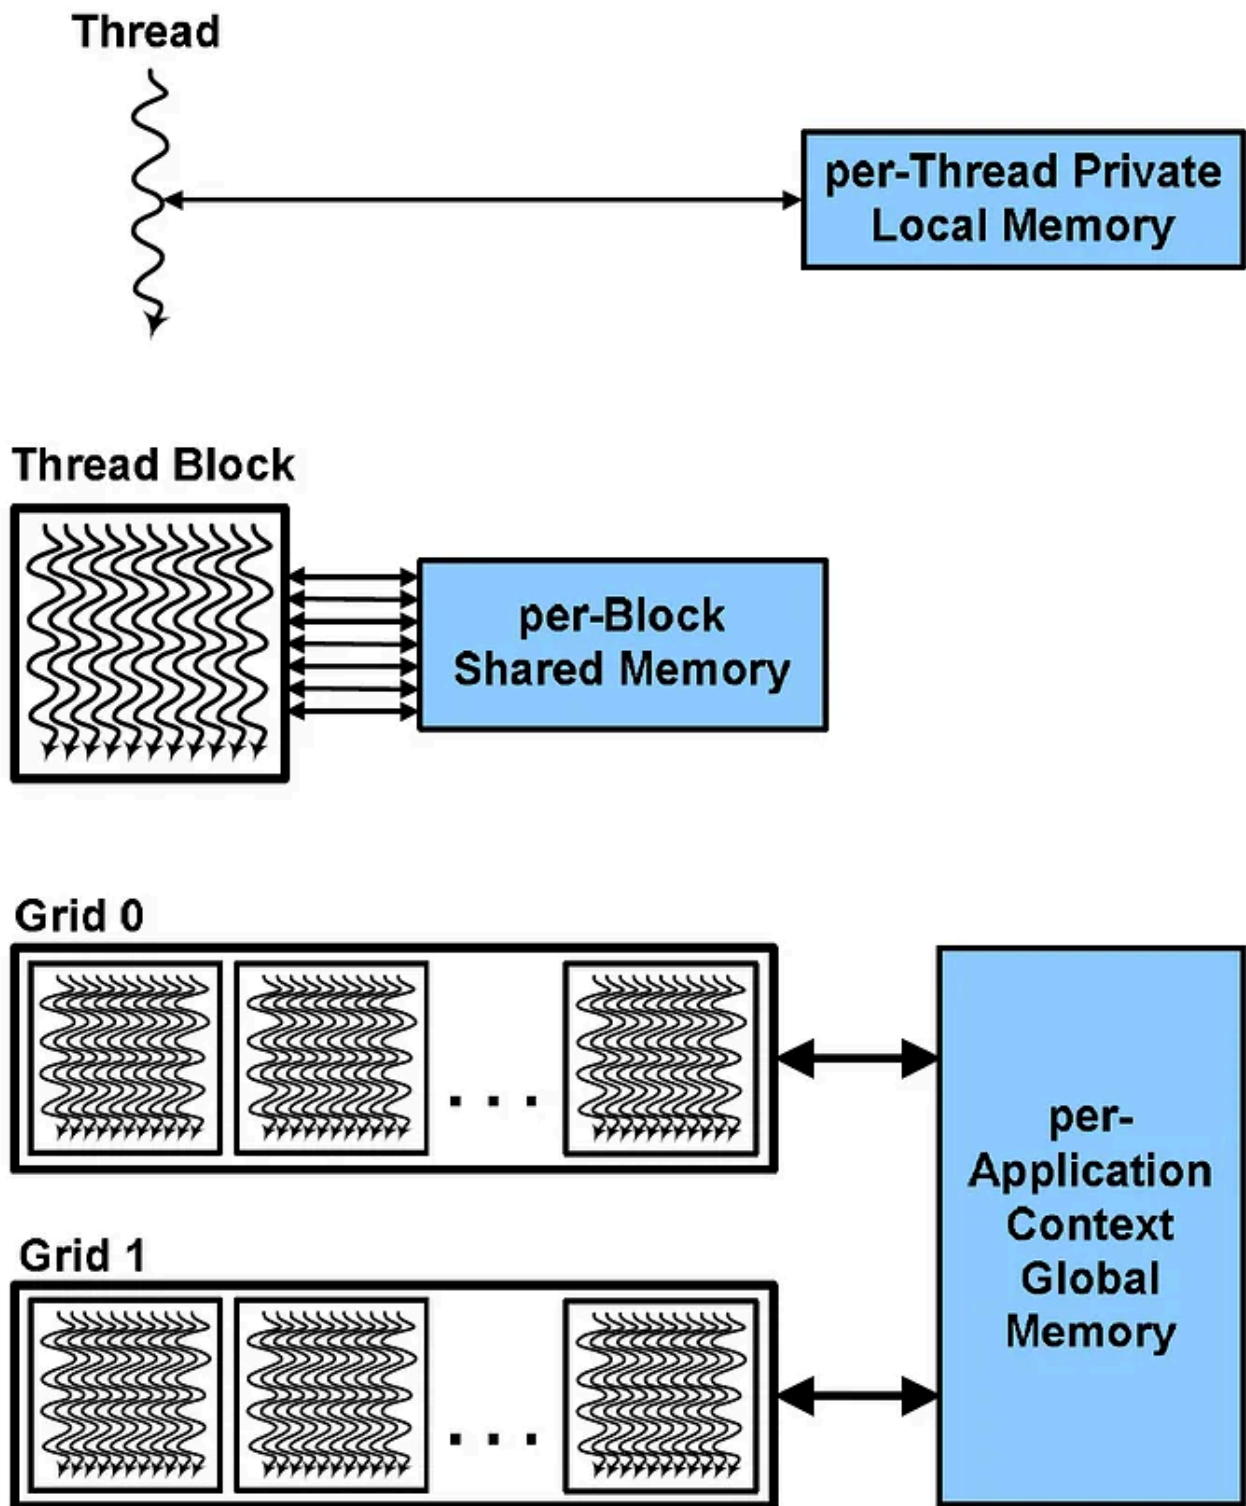 Thread
per-Thread Private
Local Memory
Thread Block
per-Block
Shared Memory
Grid 0
. . .
per-
Application
Context
Global
Memory
Grid 1
. . .